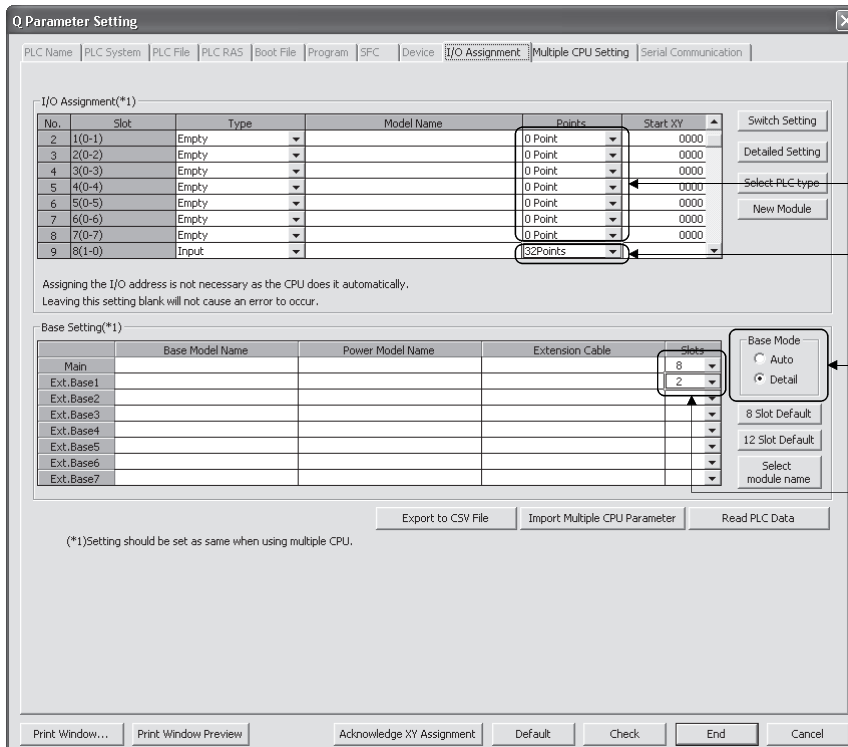 Q Parameter Setting
PLC Name PLC System PLC File PLC RAS Boot File Program SFC Device I/O Assignment Multiple CPU Setting Serial Communication
I/O Assignment(*1)
No. Slot Type Model Name Points Start XY
2 1(0-1) Empty 0 Point 0000
3 2(0-2) Empty 0 Point 0000
4 3(0-3) Empty 0 Point 0000
5 4(0-4) Empty 0 Point 0000
6 5(0-5) Empty 0 Point 0000
7 6(0-6) Empty 0 Point 0000
8 7(0-7) Empty 0 Point 0000
9 8(1-0) Input 32Points
Switch Setting
Detailed Setting
Select PLC type
New Module
Assigning the I/O address is not necessary as the CPU does it automatically.
Leaving this setting blank will not cause an error to occur.
Base Setting(*1)
Base Model Name Power Model Name Extension Cable Slots
Main 8
Ext.Base1 2
Ext.Base2
Ext.Base3
Ext.Base4
Ext.Base5
Ext.Base6
Ext.Base7
Base Mode
Auto
Detail
8 Slot Default
12 Slot Default
Select
module name
Export to CSV File Import Multiple CPU Parameter Read PLC Data
(*1)Setting should be set as same when using multiple CPU.
Print Window... Print Window Preview Acknowledge XY Assignment Default Check End Cancel